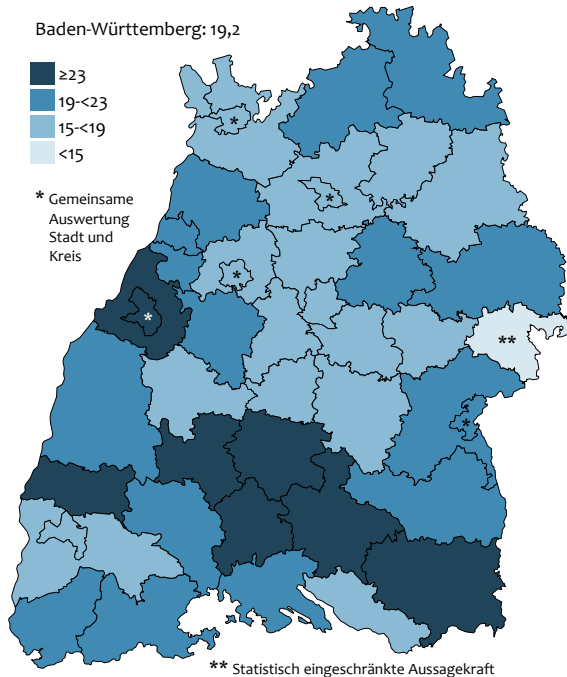 Baden-Württemberg: 19,2
≥23
19-<23
15-<19
<15
* Gemeinsame
Auswertung
Stadt und
Kreis
*
*
*
*
**
*
** Statistisch eingeschränkte Aussagekraft